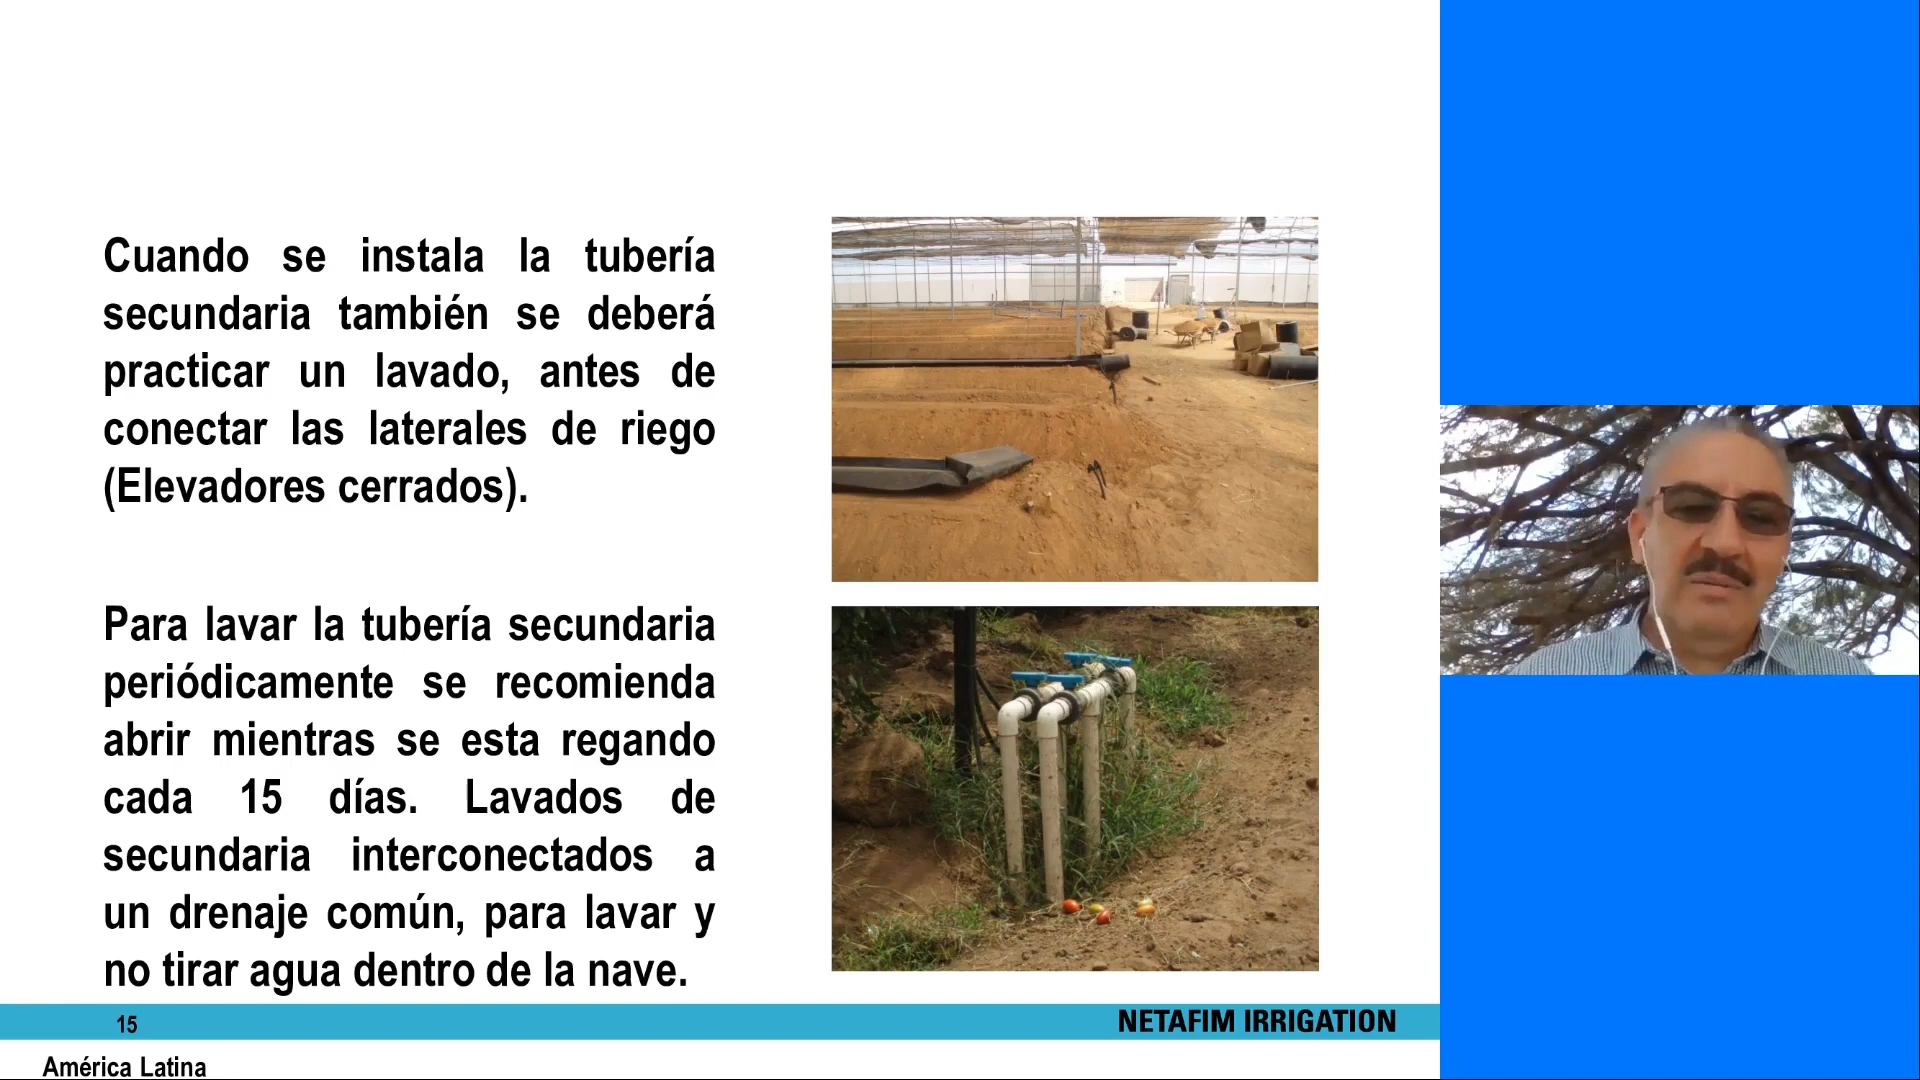 Cuando se instala la tubería
secundaria también se deberá
practicar un lavado, antes de
conectar las laterales de riego
(Elevadores cerrados).
Para lavar la tubería secundaria
periódicamente se recomienda
abrir mientras se esta regando
cada 15 días. Lavados de
secundaria interconectados a
un drenaje común, para lavar y
no tirar agua dentro de la nave.
15
NETAFIM IRRIGATION
América Latina